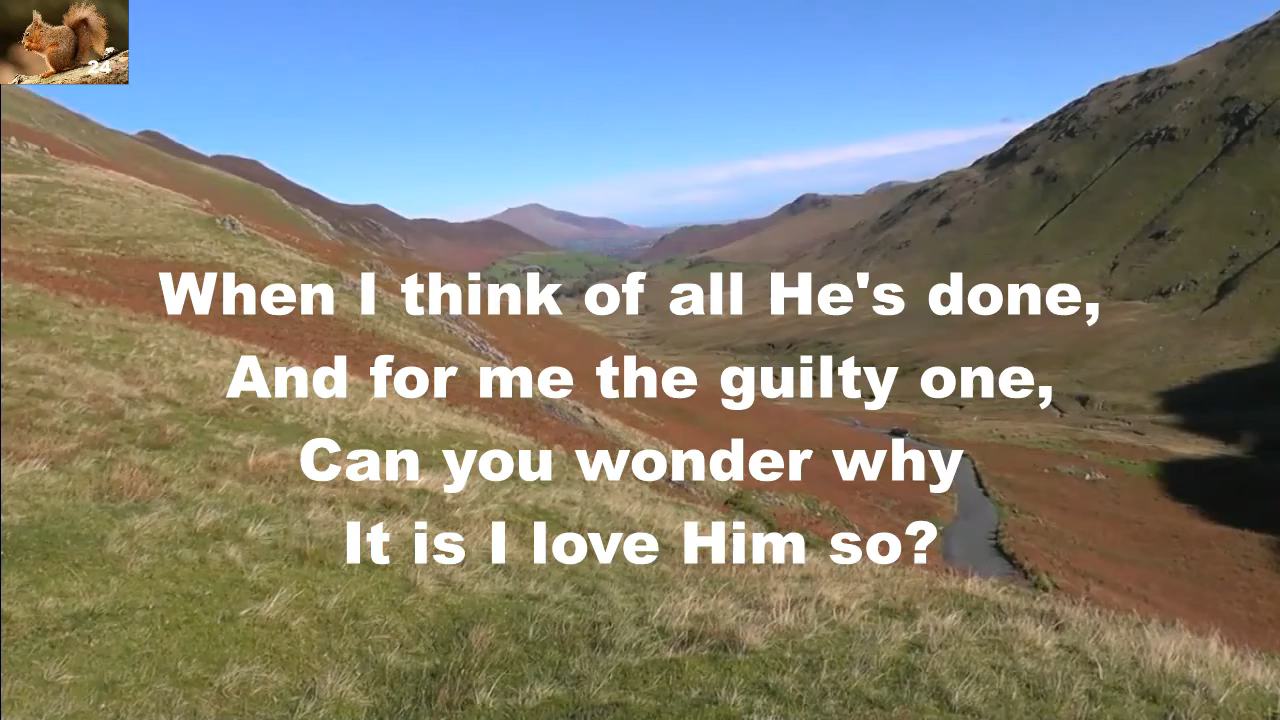 24
When I think of all He's done,
And for me the guilty one,
Can you wonder why
It is I love Him so?